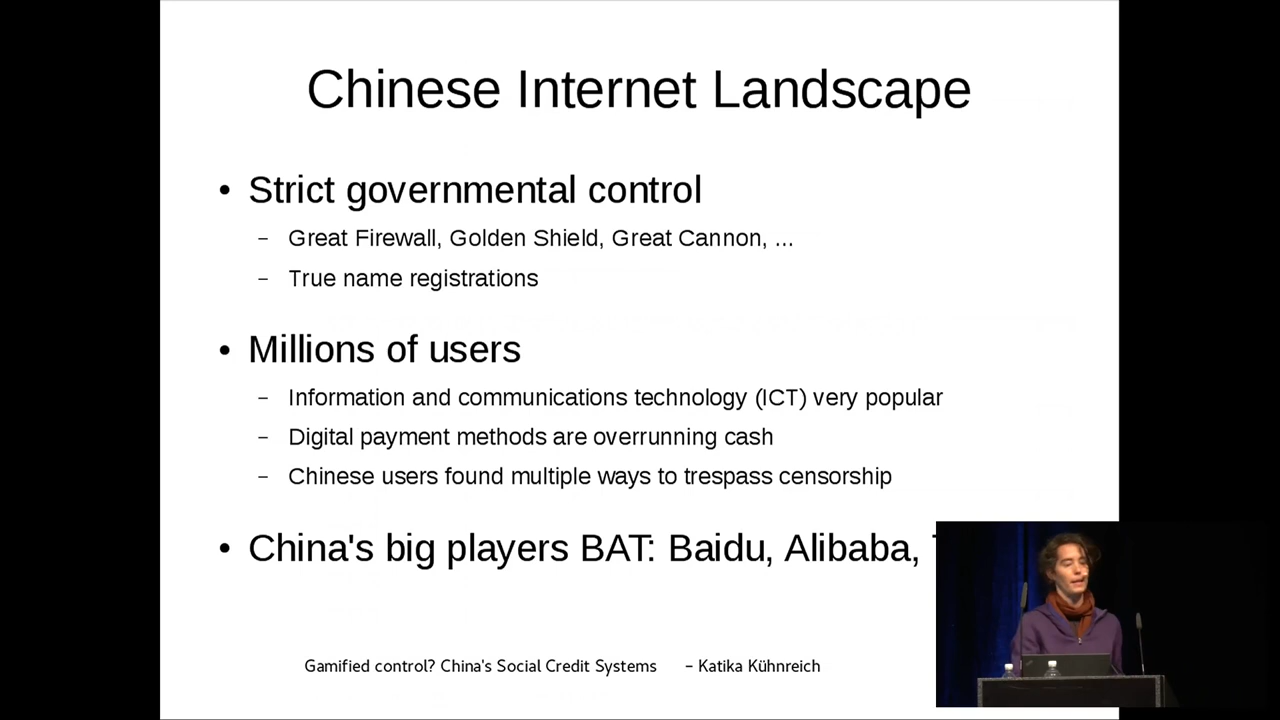 Chinese Internet Landscape
• Strict governmental control
– Great Firewall, Golden Shield, Great Cannon, ...
– True name registrations
• Millions of users
– Information and communications technology (ICT) very popular
– Digital payment methods are overrunning cash
– Chinese users found multiple ways to trespass censorship
• China's big players BAT: Baidu, Alibaba,
Gamified control? China's Social Credit Systems – Katika Kühnreich